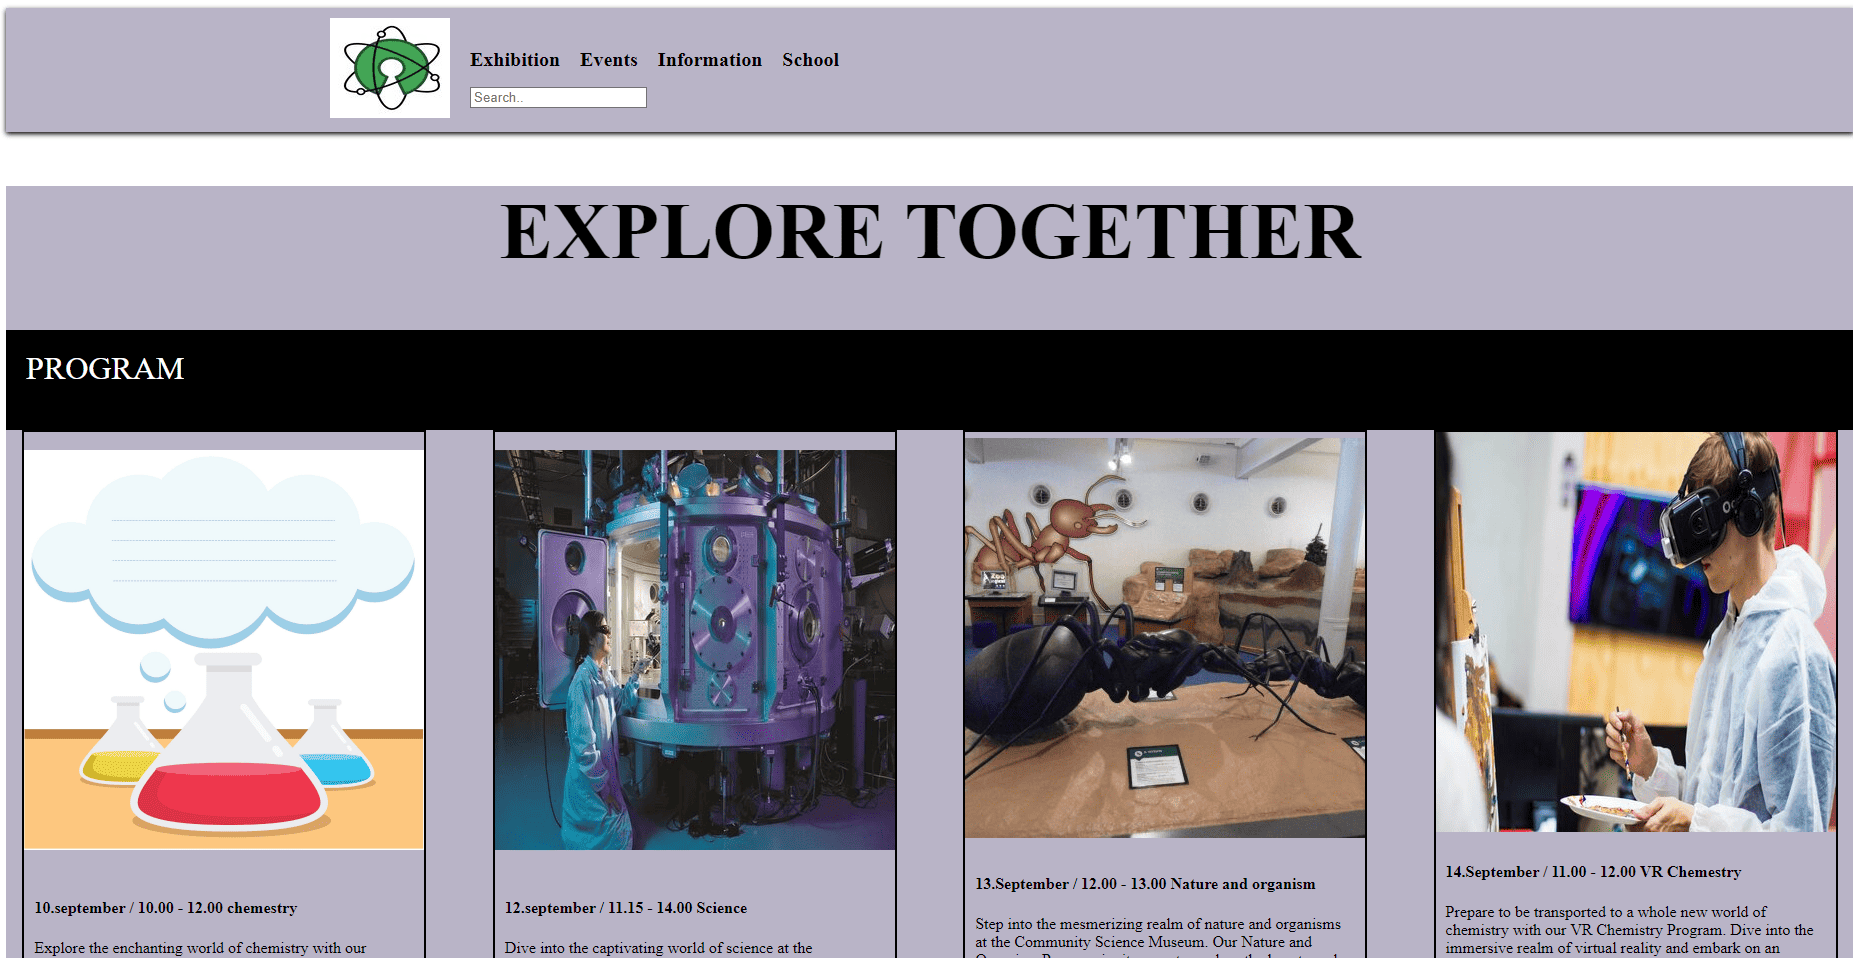 Exhibition Events Information School
Search..
EXPLORE TOGETHER
PROGRAM
10.september / 10.00 - 12.00 chemestry
Explore the enchanting world of chemistry with our
12.september / 11.15 - 14.00 Science
Dive into the captivating world of science at the
13.September / 12.00 - 13.00 Nature and organism
Step into the mesmerizing realm of nature and organisms
at the Community Science Museum. Our Nature and
14.September / 11.00 - 12.00 VR Chemestry
Prepare to be transported to a whole new world of
chemistry with our VR Chemistry Program. Dive into the
immersive realm of virtual reality and embark on an